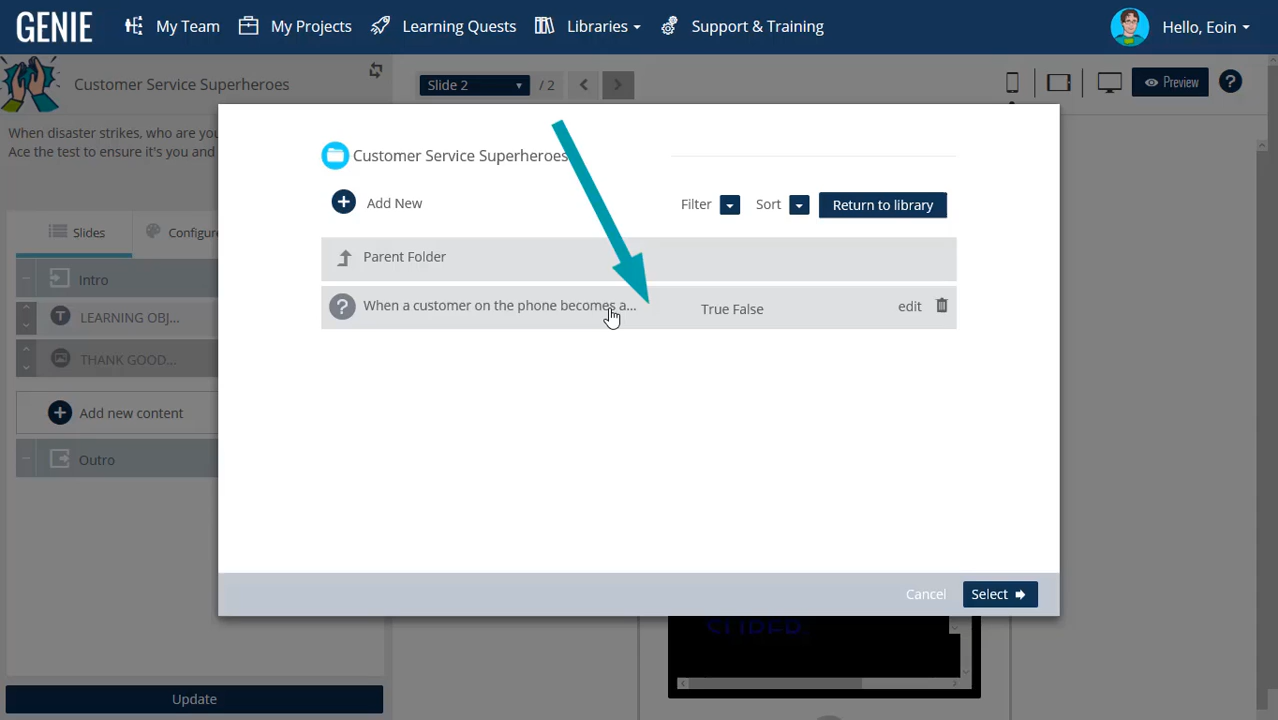 GENIE My Team My Projects Learning Quests Libraries Support & Training Hello, Eoin
Customer Service Superheroes
Slide 2 / 2
Preview ?
When disaster strikes, who are you
Ace the test to ensure it's you and
Slides Configure
Intro
T LEARNING OBJ...
THANK GOOD...
Add new content
Outro
Update
Customer Service Superheroes
Add New
Filter Sort Return to library
Parent Folder
? When a customer on the phone becomes a... True False edit
Cancel Select